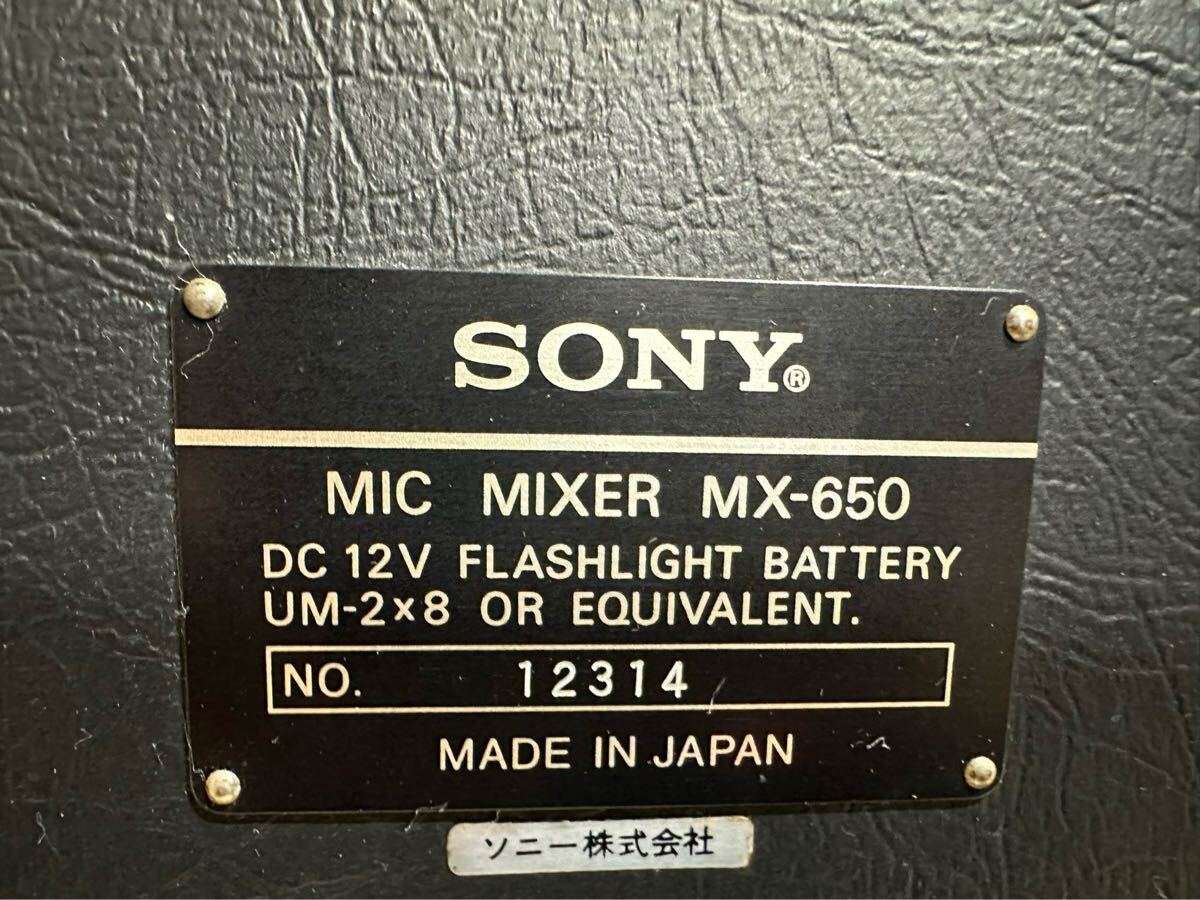 SONY®
MIC MIXER MX-650
DC 12V FLASHLIGHT BATTERY
UM-2×8 OR EQUIVALENT.
NO. 12314
MADE IN JAPAN
ソニー株式会社